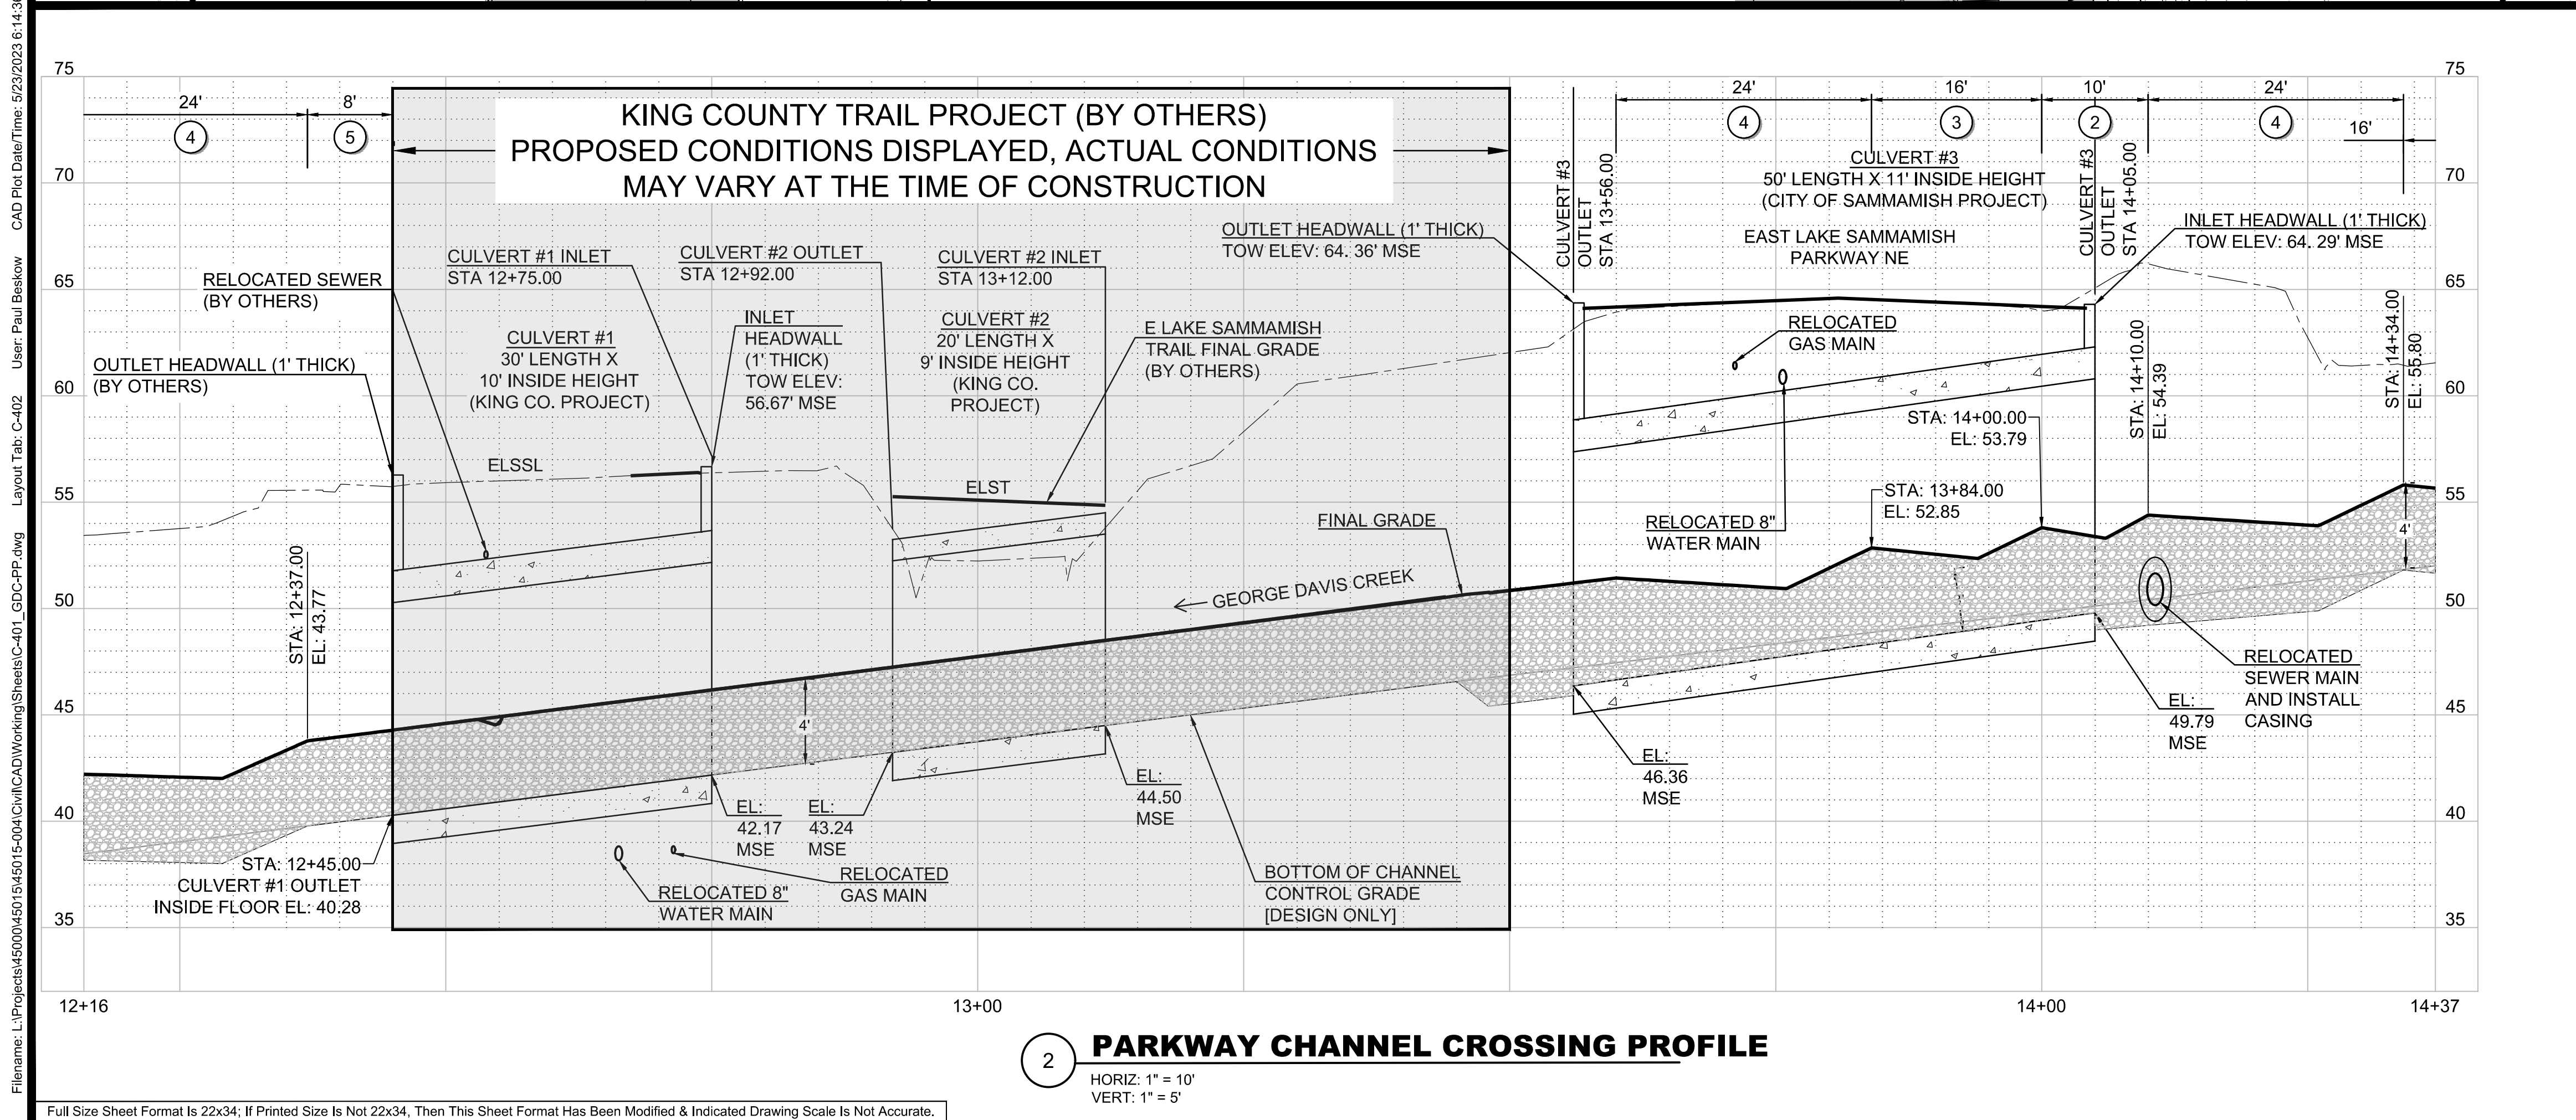 Filename: L:\Projects\45000\45015\45015-004\Civil\CAD\Working\Sheets\C-401_GDC-PP.dwg Layout Tab: C-402 User: Paul Beskow CAD Plot Date/Time: 5/23/2023 6:14:36
75
70
65
60
55
50
45
40
35
24'
4
8'
5
KING COUNTY TRAIL PROJECT (BY OTHERS)
PROPOSED CONDITIONS DISPLAYED, ACTUAL CONDITIONS
MAY VARY AT THE TIME OF CONSTRUCTION
24'
4
16'
3
10'
2
24'
4
16'
RELOCATED SEWER
(BY OTHERS)
OUTLET HEADWALL (1' THICK)
(BY OTHERS)
CULVERT #1 INLET
STA 12+75.00
CULVERT #1
30' LENGTH X
10' INSIDE HEIGHT
(KING CO. PROJECT)
CULVERT #2 OUTLET
STA 12+92.00
INLET
HEADWALL
(1' THICK)
TOW ELEV:
56.67' MSE
CULVERT #2 INLET
STA 13+12.00
CULVERT #2
20' LENGTH X
9' INSIDE HEIGHT
(KING CO.
PROJECT)
E LAKE SAMMAMISH
TRAIL FINAL GRADE
(BY OTHERS)
OUTLET HEADWALL (1' THICK)
TOW ELEV: 64. 36' MSE
CULVERT #3
OUTLET
STA 13+56.00
CULVERT #3
50' LENGTH X 11' INSIDE HEIGHT
(CITY OF SAMMAMISH PROJECT)
EAST LAKE SAMMAMISH
PARKWAY NE
CULVERT #3
OUTLET
STA 14+05.00
INLET HEADWALL (1' THICK)
TOW ELEV: 64. 29' MSE
RELOCATED
GAS MAIN
RELOCATED 8"
WATER MAIN
STA: 14+00.00
EL: 53.79
STA: 13+84.00
EL: 52.85
STA: 14+10.00
EL: 54.39
STA: 14+34.00
EL: 55.80
4'
ELSSL
ELST
FINAL GRADE
GEORGE DAVIS CREEK
STA: 12+37.00
EL: 43.77
4'
STA: 12+45.00
CULVERT #1 OUTLET
INSIDE FLOOR EL: 40.28
EL:
42.17
MSE
EL:
43.24
MSE
EL:
44.50
MSE
EL:
46.36
MSE
EL:
49.79
MSE
RELOCATED
SEWER MAIN
AND INSTALL
CASING
RELOCATED 8"
WATER MAIN
RELOCATED
GAS MAIN
BOTTOM OF CHANNEL
CONTROL GRADE
[DESIGN ONLY]
75
70
65
60
55
50
45
40
35
12+16
13+00
14+00
14+37
2
PARKWAY CHANNEL CROSSING PROFILE
HORIZ: 1" = 10'
VERT: 1" = 5'
Full Size Sheet Format Is 22x34; If Printed Size Is Not 22x34, Then This Sheet Format Has Been Modified & Indicated Drawing Scale Is Not Accurate.